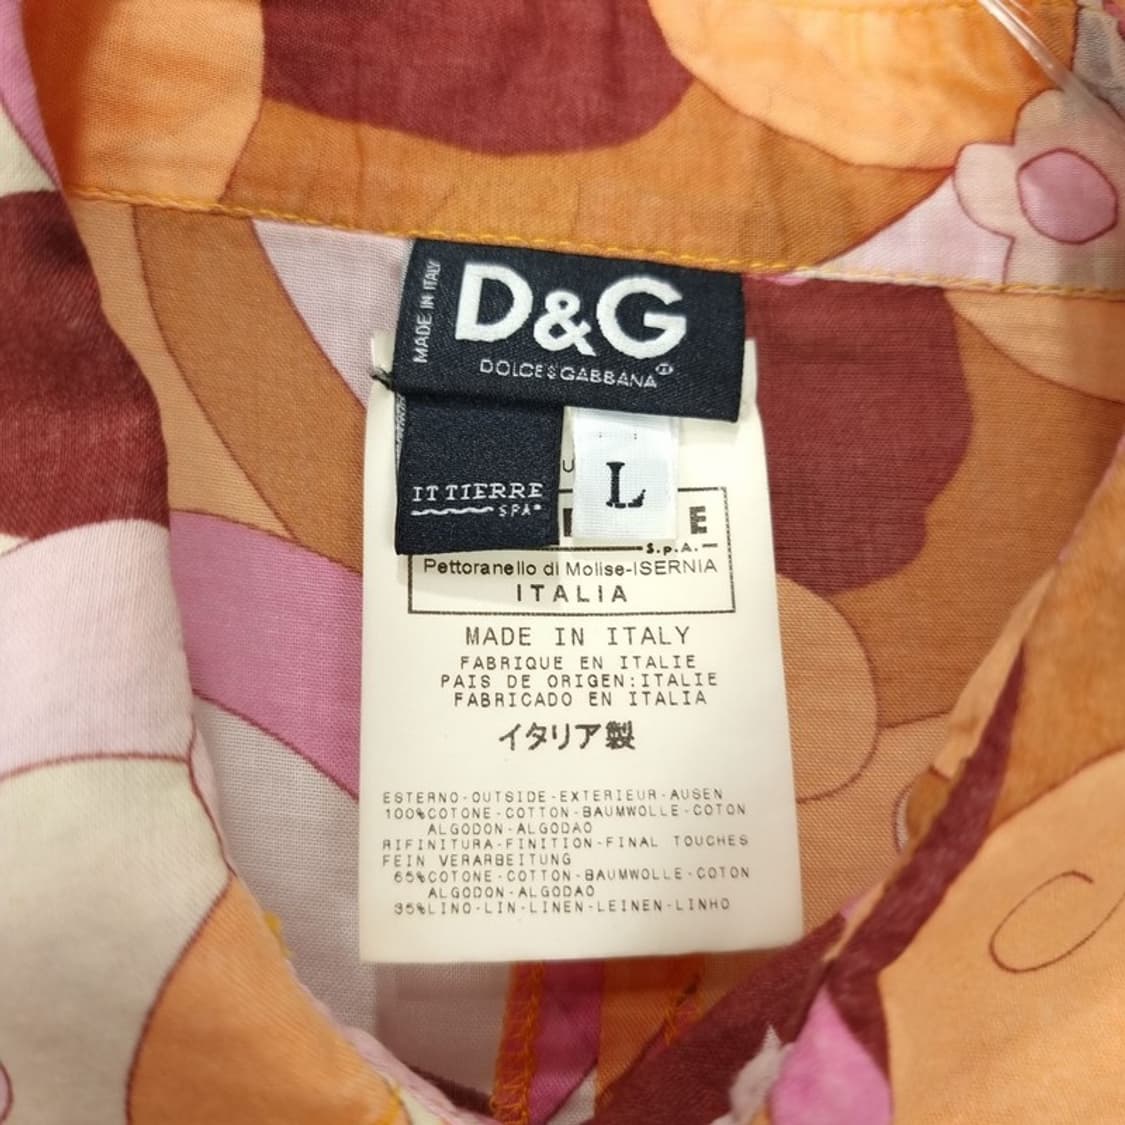 MADE IN ITALY
D&G
DOLCE & GABBANA
IT TIERRE
SPA
L
E
S.p.A.
Pettoranello di Molise-ISERNIA
ITALIA
MADE IN ITALY
FABRIQUE EN ITALIE
PAIS DE ORIGEN:ITALIE
FABRICADO EN ITALIA
イタリア製
ESTERNO-OUTSIDE-EXTERIEUR-AUSEN
100%COTONE-COTTON-BAUMWOLLE-COTON
ALGODON-ALGODAO
RIFINITURA-FINITION-FINAL TOUCHES
FEIN VERARBEITUNG
65%COTONE-COTTON-BAUMWOLLE-COTON
ALGODON-ALGODAO
35%LINO-LIN-LINEN-LEINEN-LINHO